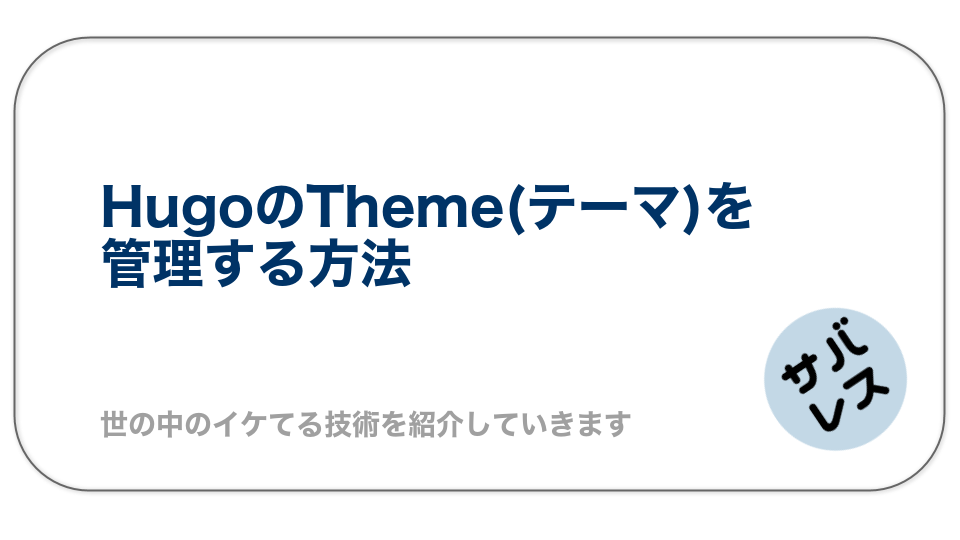 HugoのTheme(テーマ)を
管理する方法
世の中のイケてる技術を紹介していきます
サバ
レス